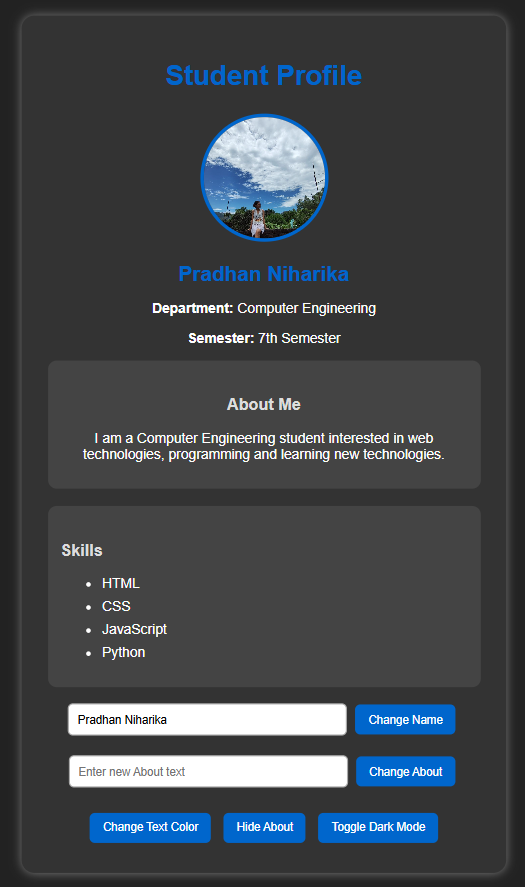 Student Profile
Pradhan Niharika
Department: Computer Engineering
Semester: 7th Semester
About Me
I am a Computer Engineering student interested in web
technologies, programming and learning new technologies.
Skills
• HTML
• CSS
• JavaScript
• Python
Pradhan Niharika Change Name
Enter new About text Change About
Change Text Color Hide About Toggle Dark Mode